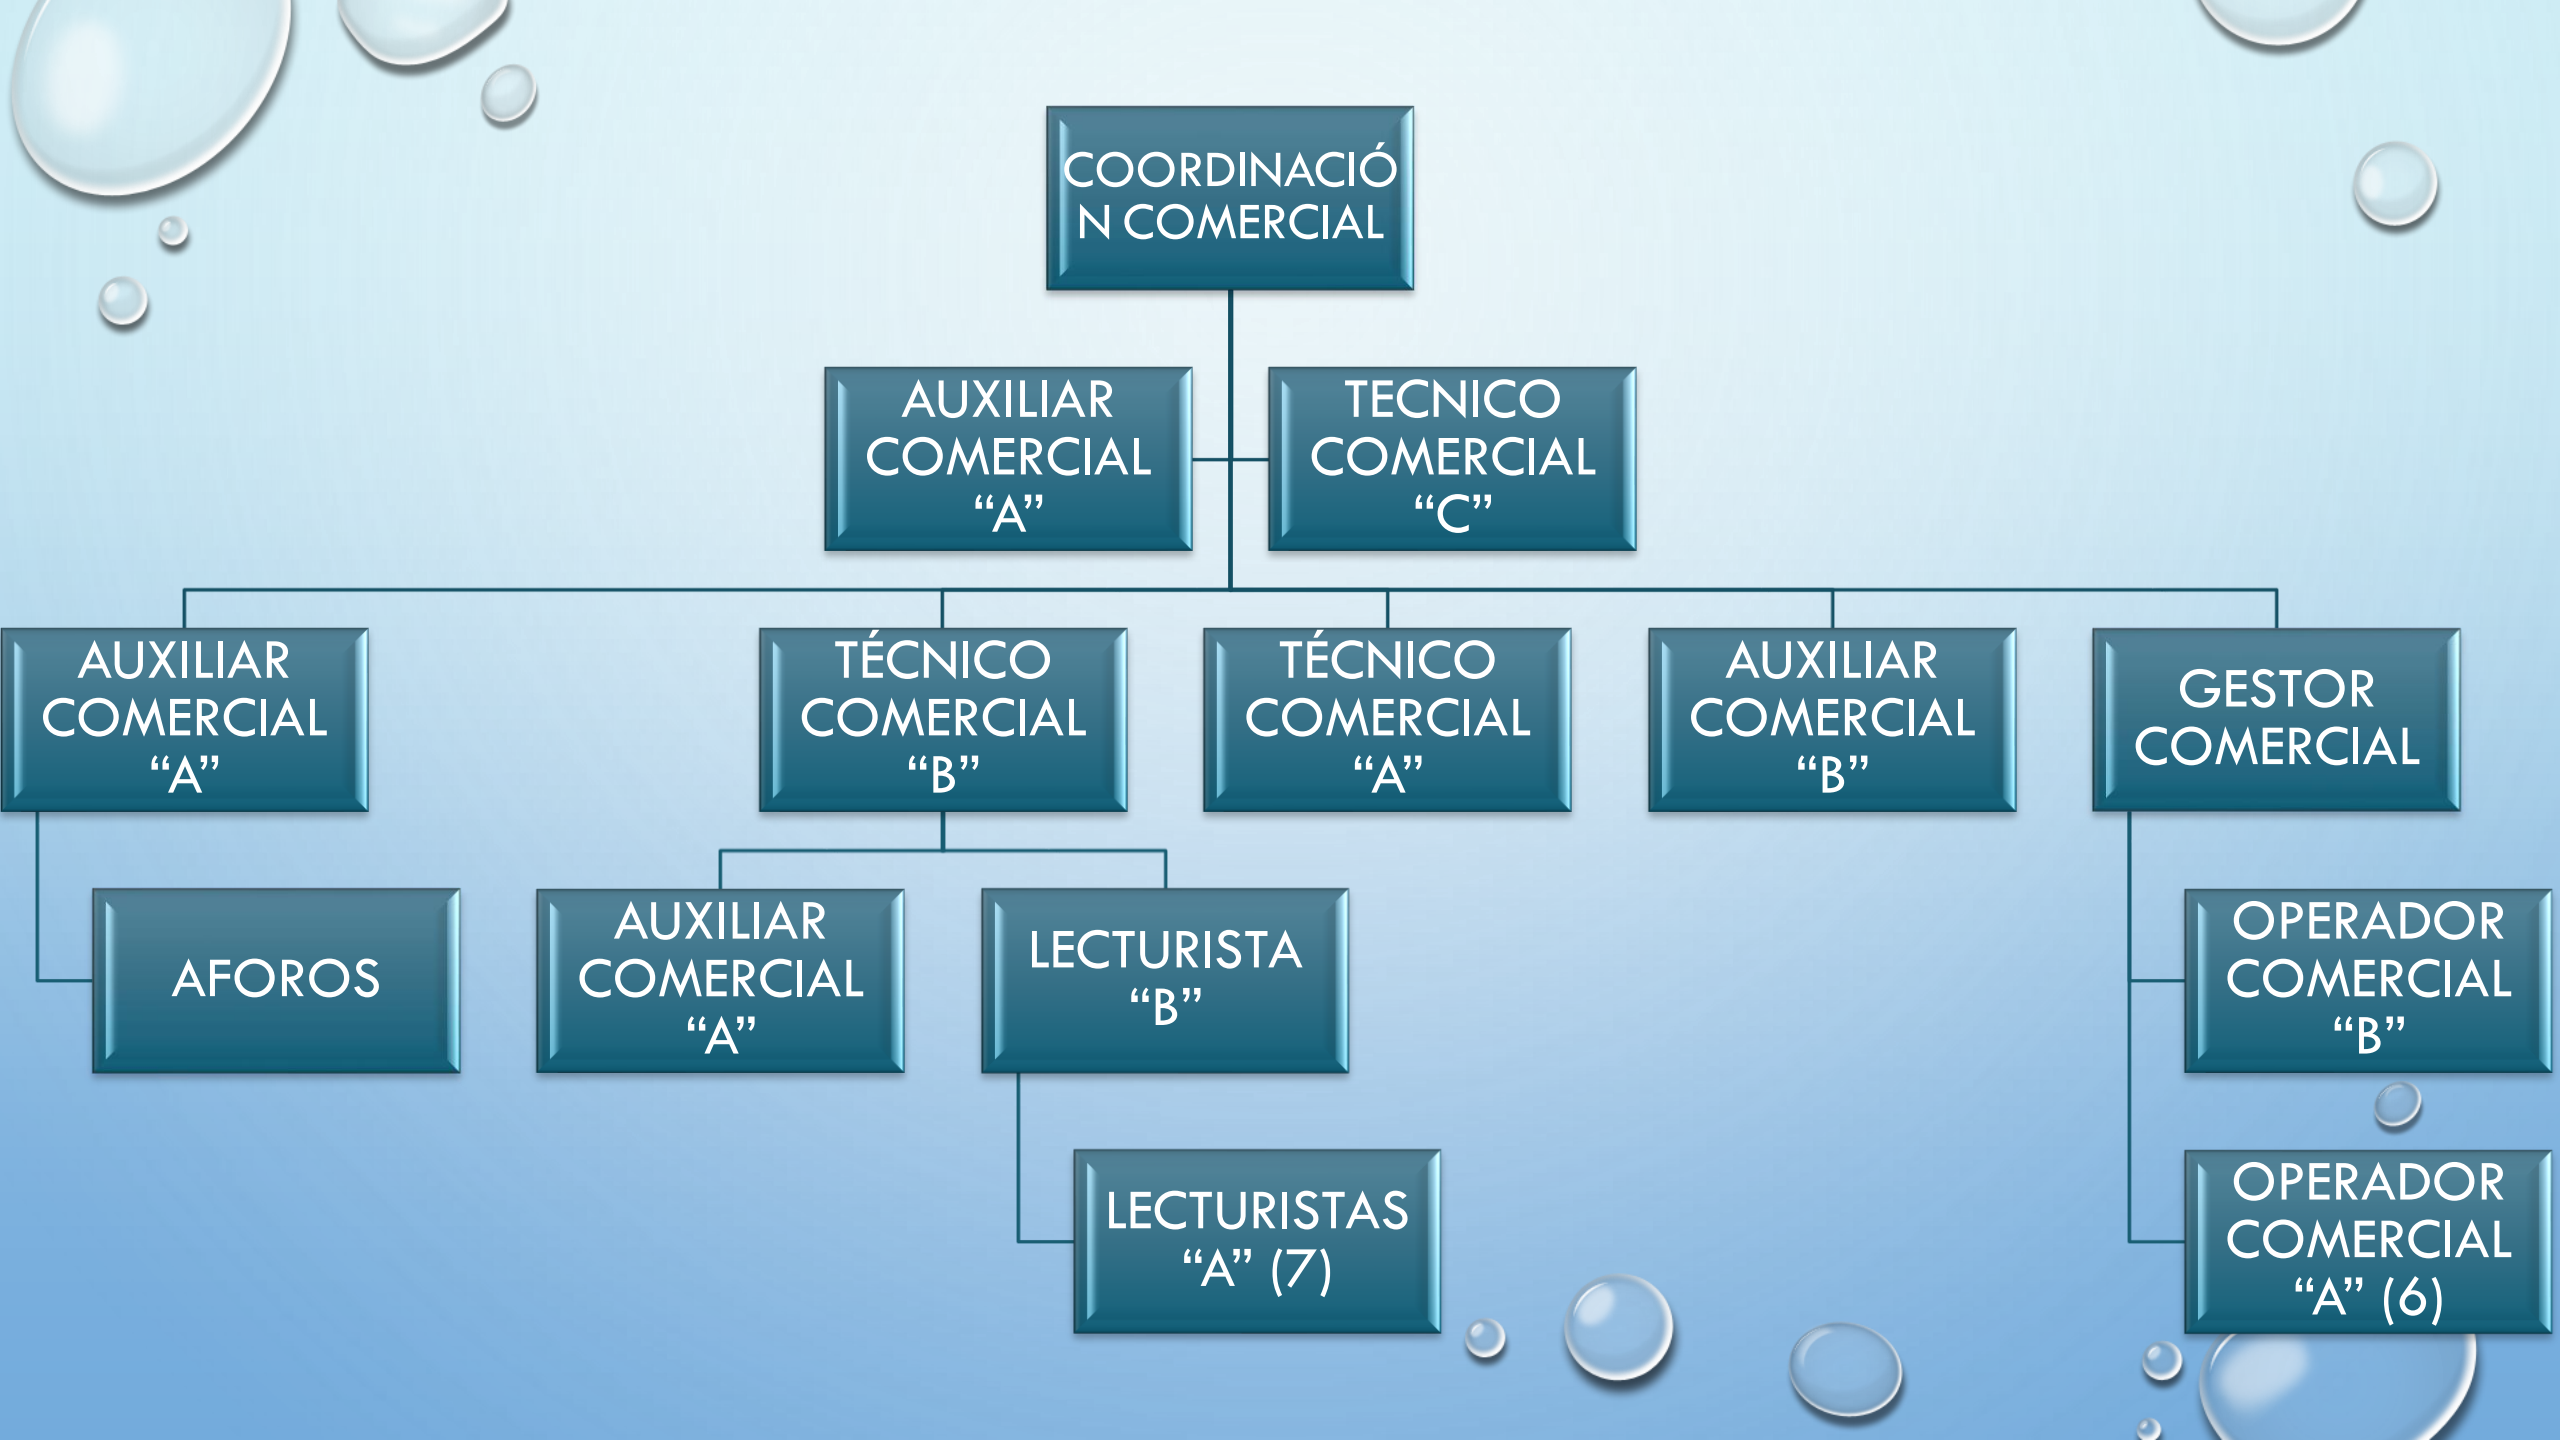 COORDINACIÓ
N COMERCIAL
AUXILIAR
COMERCIAL
“A”
TECNICO
COMERCIAL
“C”
AUXILIAR
COMERCIAL
“A”
TÉCNICO
COMERCIAL
“B”
TÉCNICO
COMERCIAL
“A”
AUXILIAR
COMERCIAL
“B”
GESTOR
COMERCIAL
AFOROS
AUXILIAR
COMERCIAL
“A”
LECTURISTA
“B”
OPERADOR
COMERCIAL
“B”
LECTURISTAS
“A” (7)
OPERADOR
COMERCIAL
“A” (6)